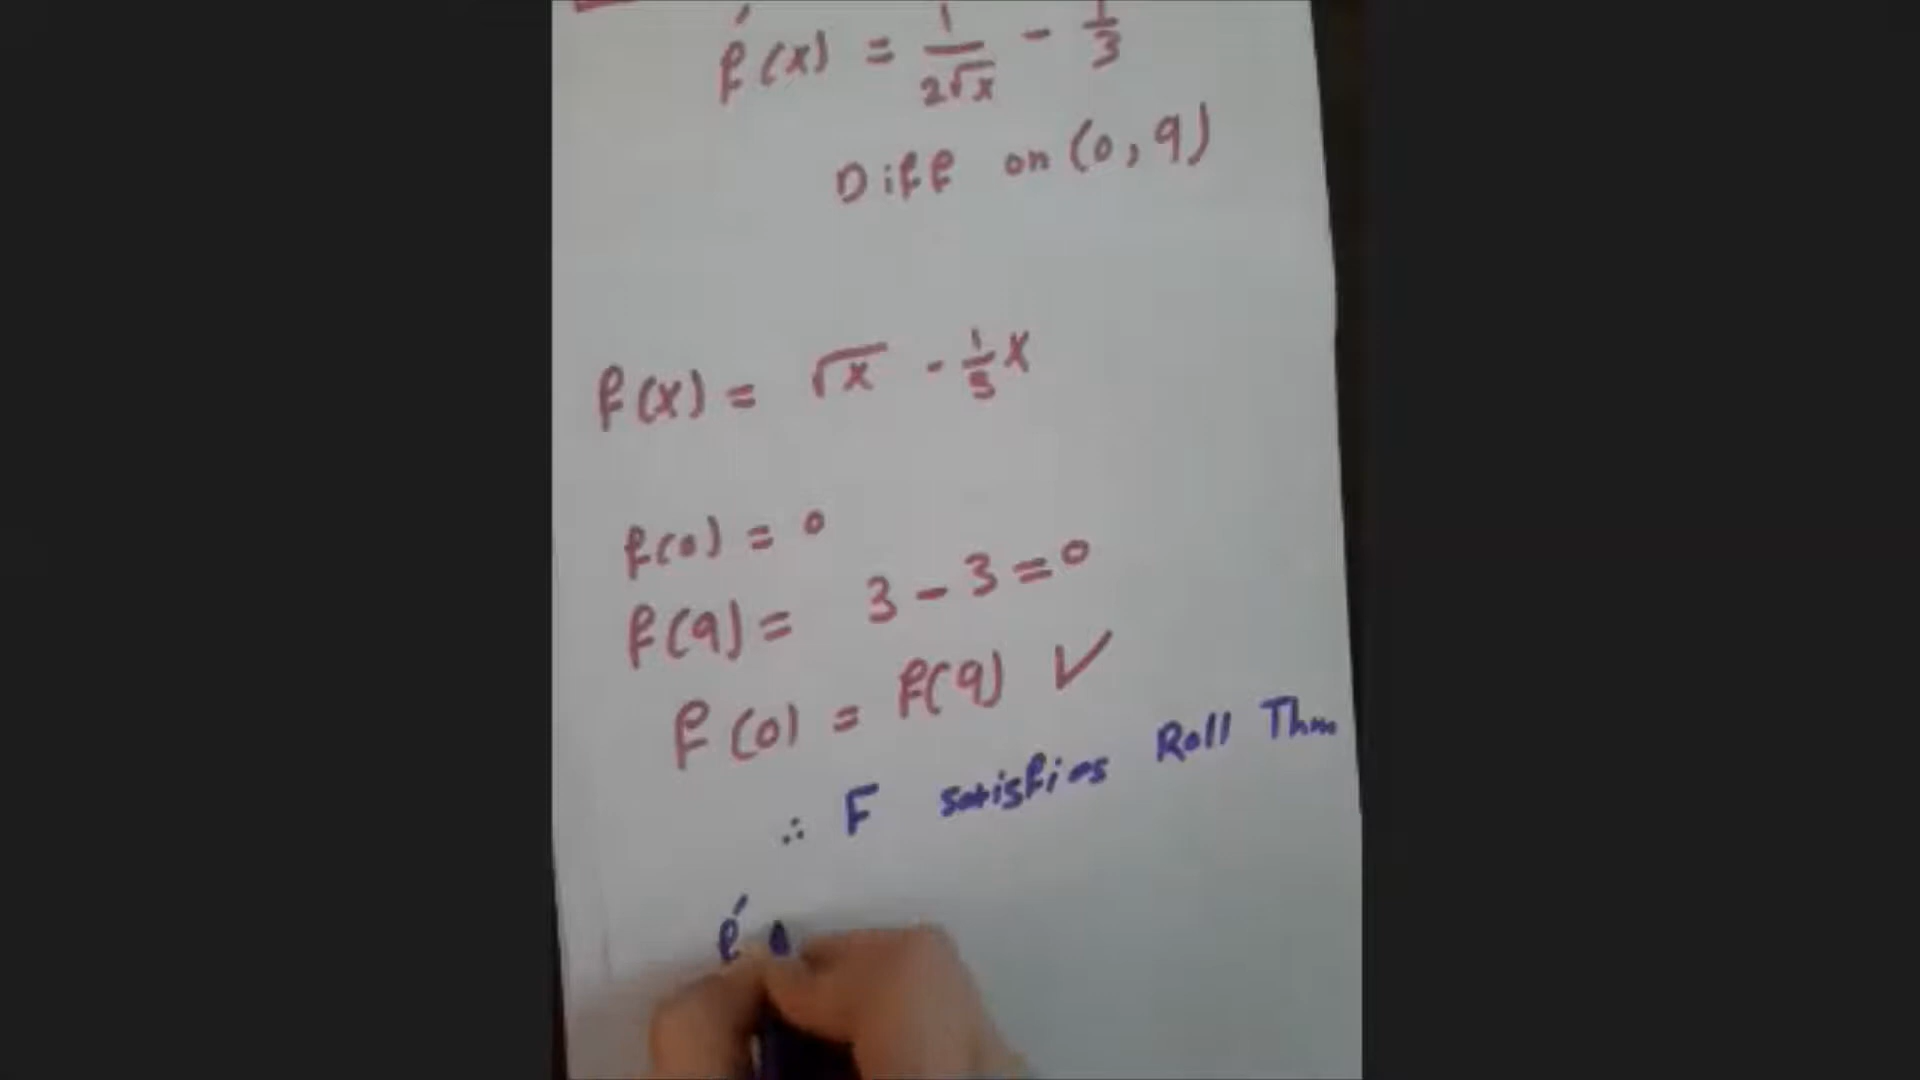 f́(x) = 1/(2√x) - 1/3
Diff on (0, 9)
f(x) = √x - 1/3 x
f(0) = 0
f(9) = 3 - 3 = 0
f(0) = f(9) ✓
∴ F satisfies Roll Thm
f́